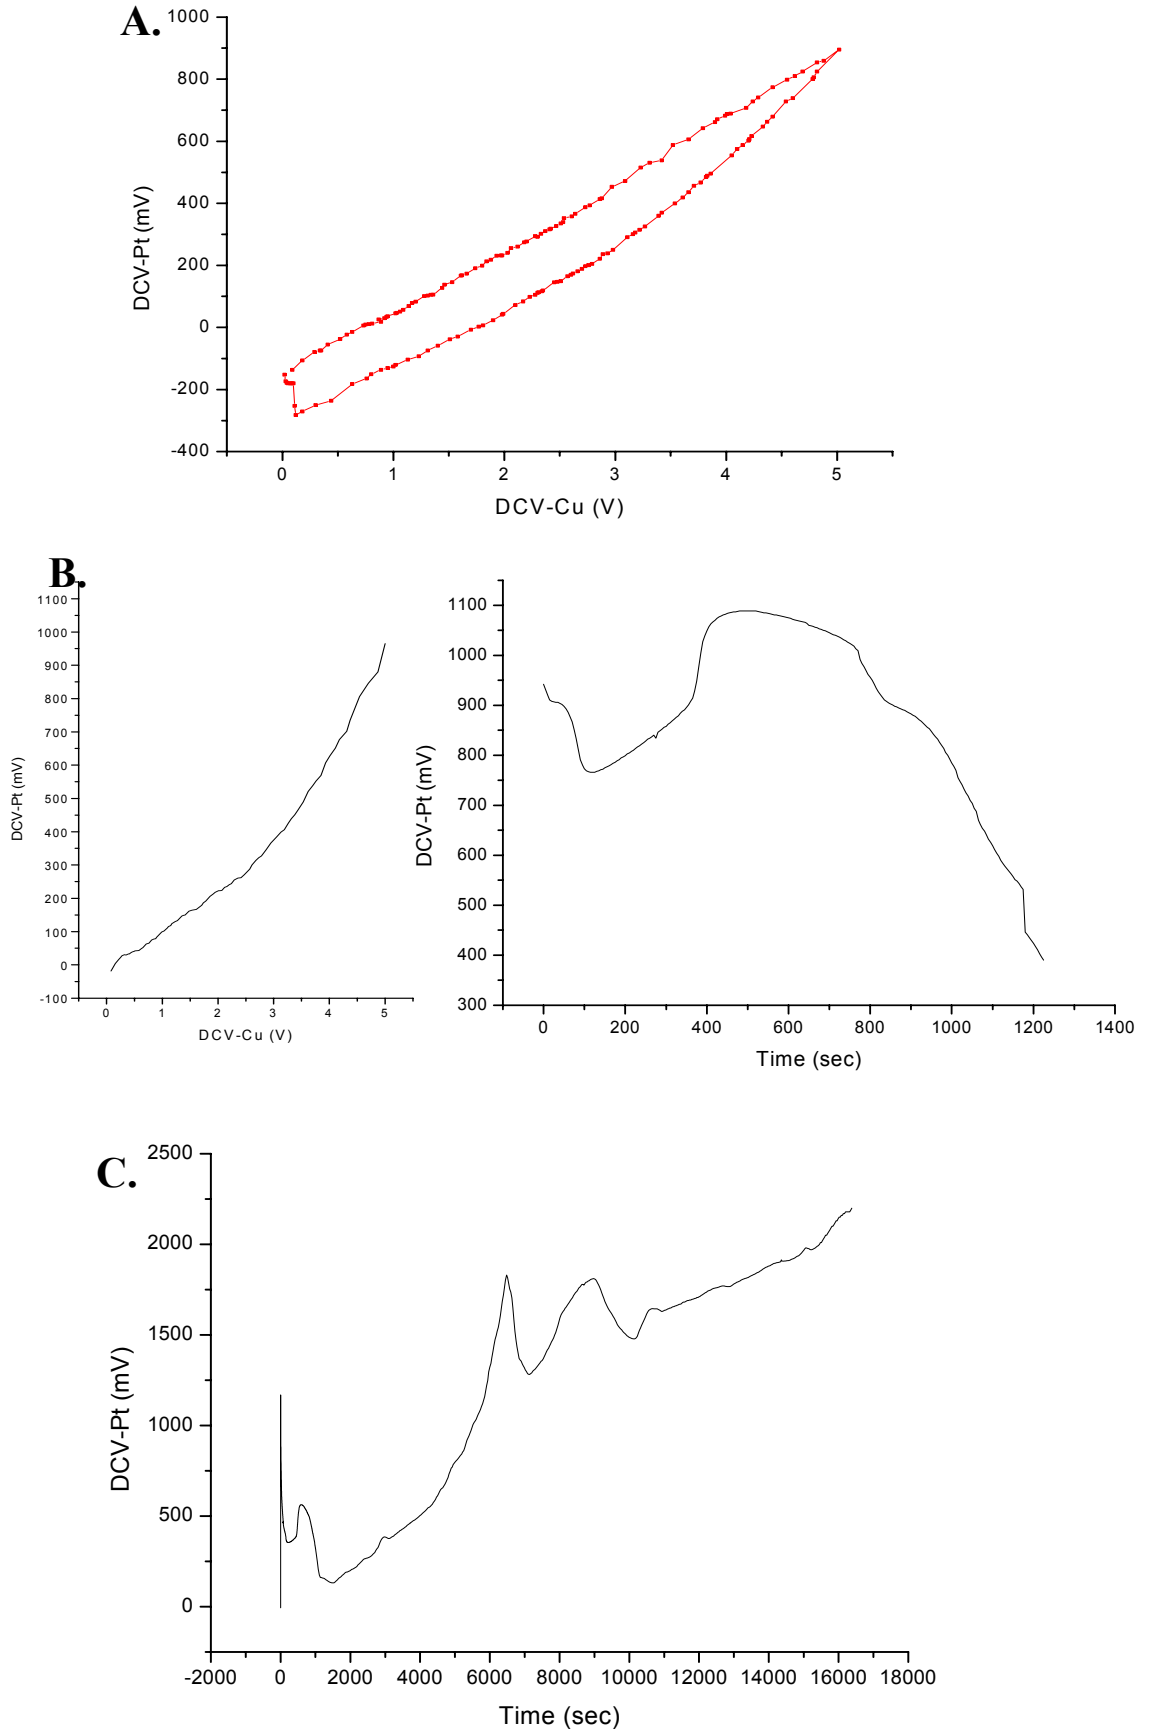 A.
1000
800
600
400
200
0
-200
-400
DCV-Pt (mV)
0 1 2 3 4 5
DCV-Cu (V)
B.
1100
1000
900
800
700
600
500
400
300
200
100
0
-100
DCV-Pt (mV)
0 1 2 3 4 5
DCV-Cu (V)
1100
1000
900
800
700
600
500
400
300
DCV-Pt (mV)
0 200 400 600 800 1000 1200 1400
Time (sec)
C.
2500
2000
1500
1000
500
0
DCV-Pt (mV)
-2000 0 2000 4000 6000 8000 10000 12000 14000 16000 18000
Time (sec)